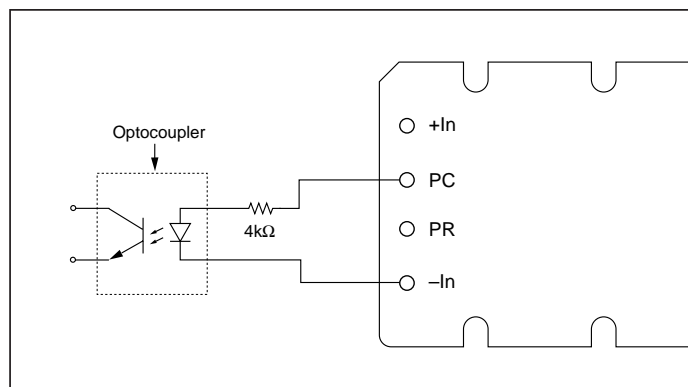 +In
Optocoupler
PC
4kΩ
PR
–In